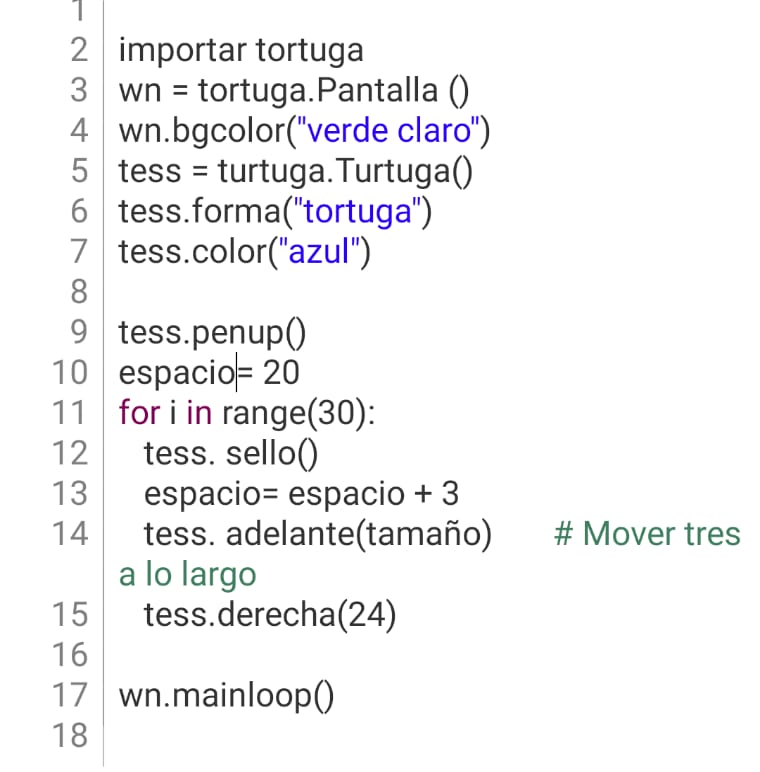 1
2 importar tortuga
3 wn = tortuga.Pantalla ()
4 wn.bgcolor("verde claro")
5 tess = turtuga.Turtuga()
6 tess.forma("tortuga")
7 tess.color("azul")
8
9 tess.penup()
10 espacio= 20
11 for i in range(30):
12 tess. sello()
13 espacio= espacio + 3
14 tess. adelante(tamaño) # Mover tres
a lo largo
15 tess.derecha(24)
16
17 wn.mainloop()
18